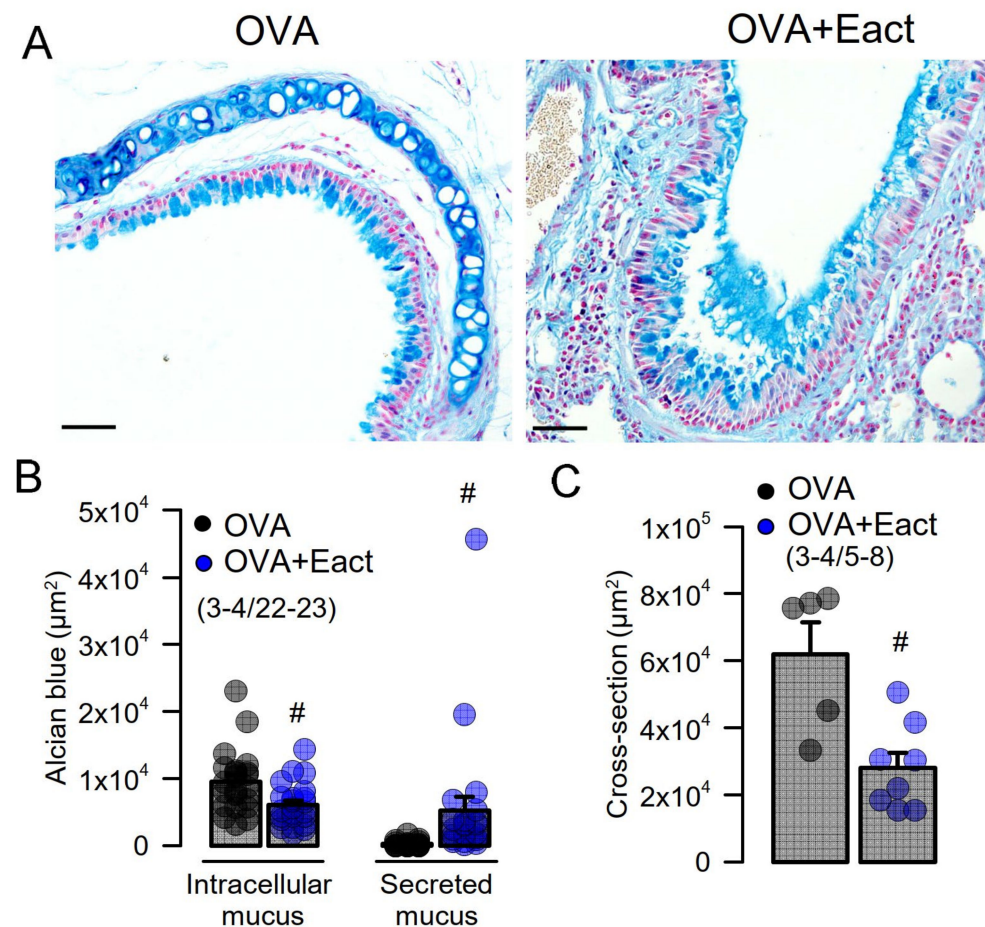 A
OVA
OVA+Eact
B
5x10⁴
4x10⁴
3x10⁴
2x10⁴
1x10⁴
0
Alcian blue (µm²)
OVA
OVA+Eact
(3-4/22-23)
#
#
Intracellular
mucus
Secreted
mucus
C
OVA
OVA+Eact
(3-4/5-8)
1x10⁵
8x10⁴
6x10⁴
4x10⁴
2x10⁴
0
Cross-section (µm²)
#